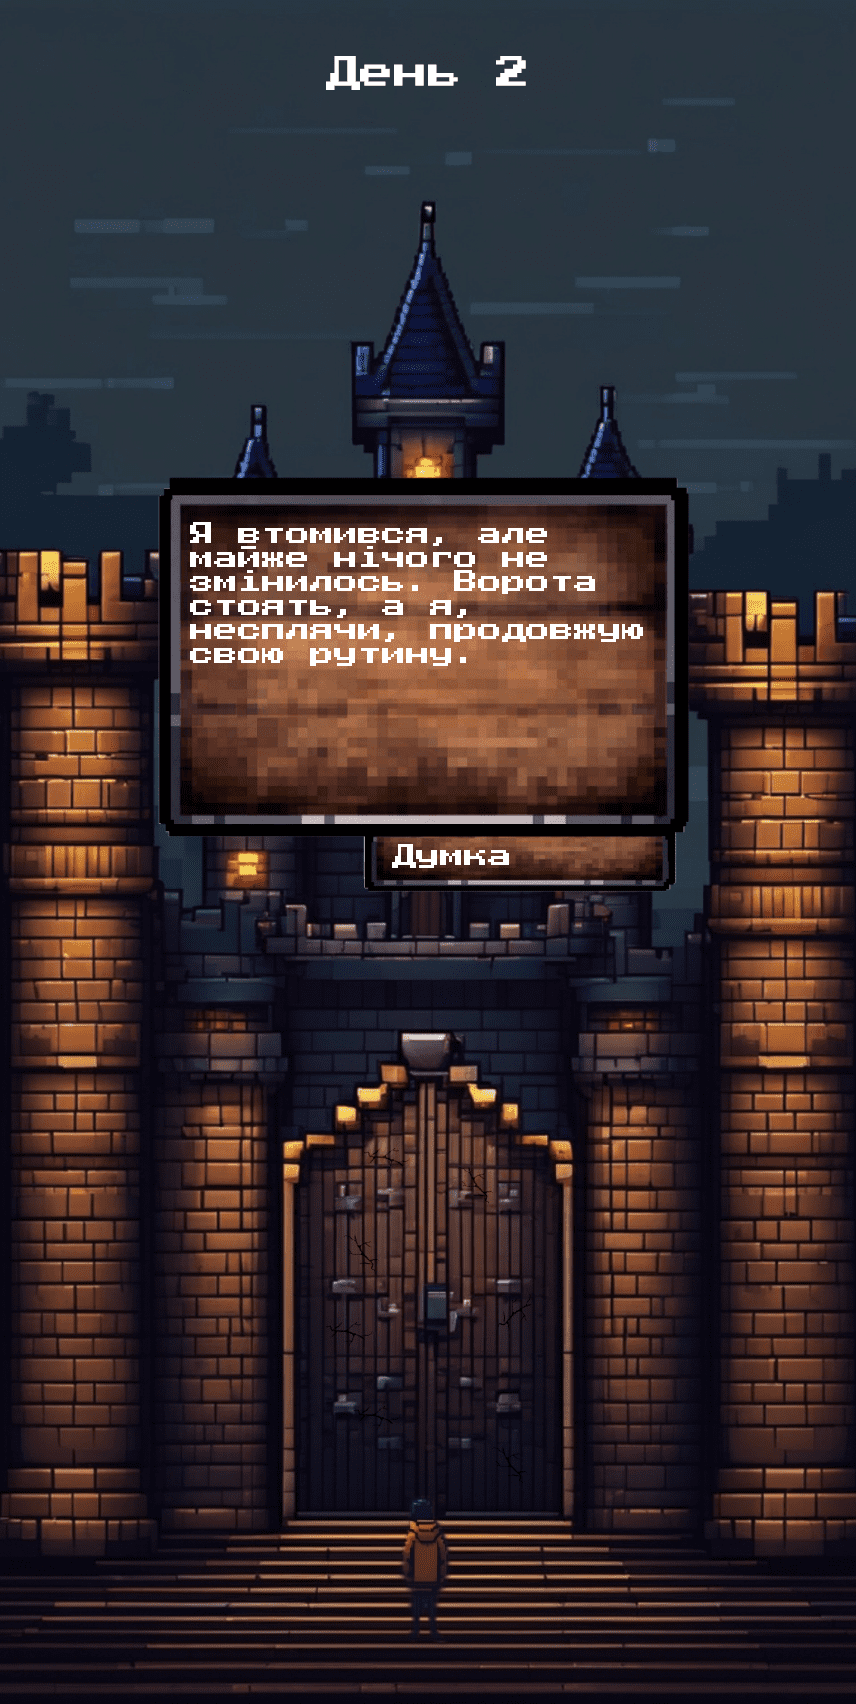 День 2
Я втомився, але
майже нічого не
змінилось. Ворота
стоять, а я,
несплячи, продовжую
свою рутину.
Думка